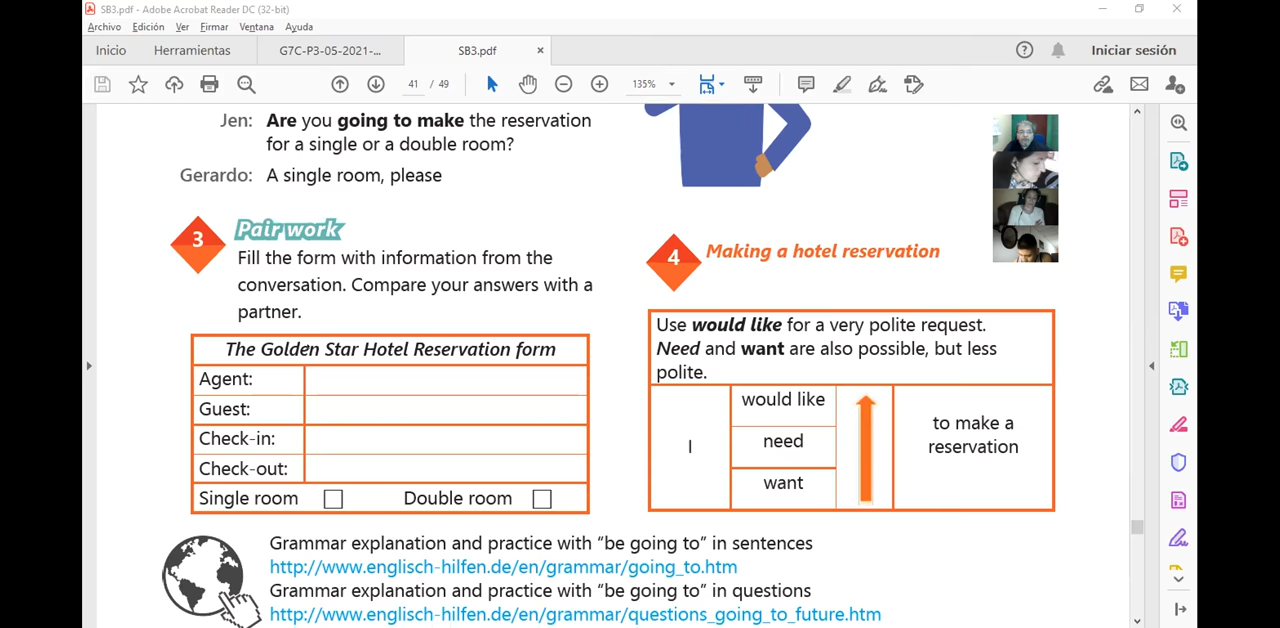 SB3.pdf - Adobe Acrobat Reader DC (32-bit)
Archivo Edición Ver Firmar Ventana Ayuda
Inicio Herramientas G7C-P3-05-2021-... SB3.pdf × Iniciar sesión
41 / 49 135%
Jen: Are you going to make the reservation
for a single or a double room?
Gerardo: A single room, please
3 Pair work
Fill the form with information from the
conversation. Compare your answers with a
partner.
The Golden Star Hotel Reservation form
Agent:
Guest:
Check-in:
Check-out:
Single room Double room
4 Making a hotel reservation
Use would like for a very polite request.
Need and want are also possible, but less
polite.
I
would like
need
want
to make a
reservation
Grammar explanation and practice with “be going to” in sentences
http://www.englisch-hilfen.de/en/grammar/going_to.htm
Grammar explanation and practice with “be going to” in questions
http://www.englisch-hilfen.de/en/grammar/questions_going_to_future.htm